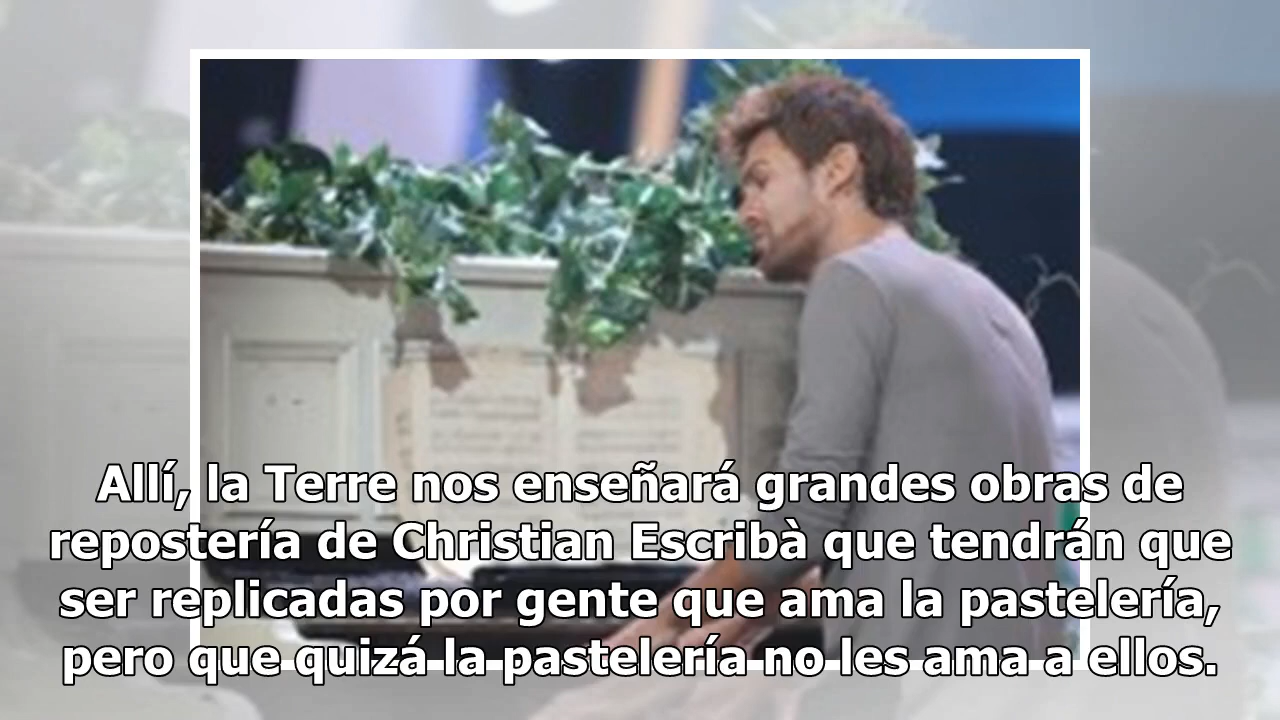 Allí, la Terre nos enseñará grandes obras de
repostería de Christian Escribà que tendrán que
ser replicadas por gente que ama la pastelería,
pero que quizá la pastelería no les ama a ellos.